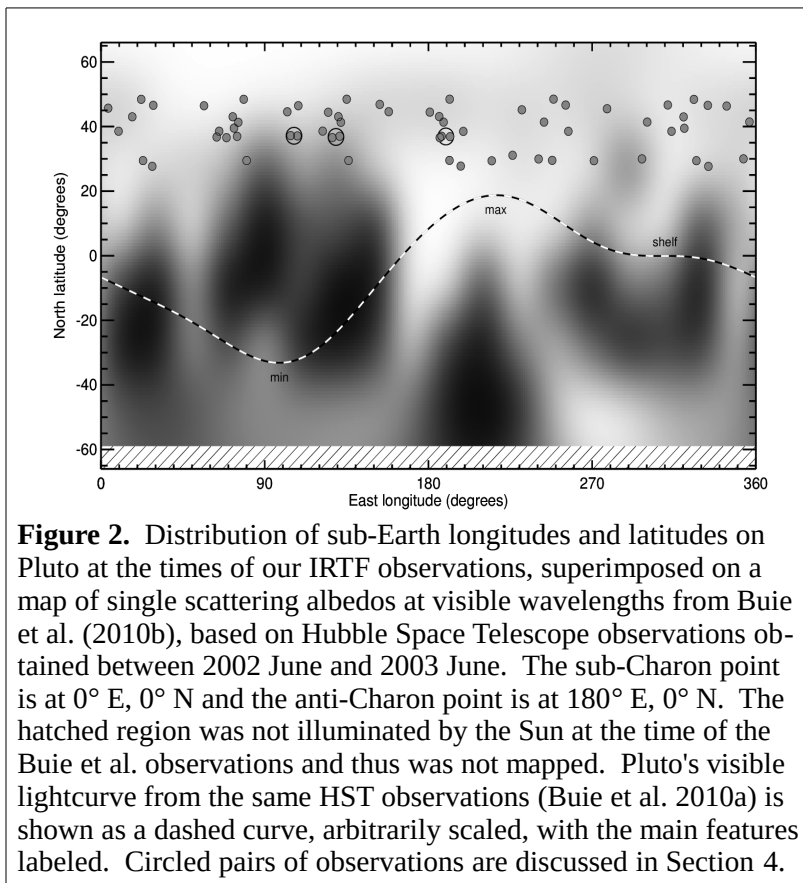 60
40
20
0
-20
-40
-60
North latitude (degrees)
max
shelf
min
0 90 180 270 360
East longitude (degrees)
Figure 2. Distribution of sub-Earth longitudes and latitudes on
Pluto at the times of our IRTF observations, superimposed on a
map of single scattering albedos at visible wavelengths from Buie
et al. (2010b), based on Hubble Space Telescope observations ob-
tained between 2002 June and 2003 June. The sub-Charon point
is at 0° E, 0° N and the anti-Charon point is at 180° E, 0° N. The
hatched region was not illuminated by the Sun at the time of the
Buie et al. observations and thus was not mapped. Pluto's visible
lightcurve from the same HST observations (Buie et al. 2010a) is
shown as a dashed curve, arbitrarily scaled, with the main features
labeled. Circled pairs of observations are discussed in Section 4.